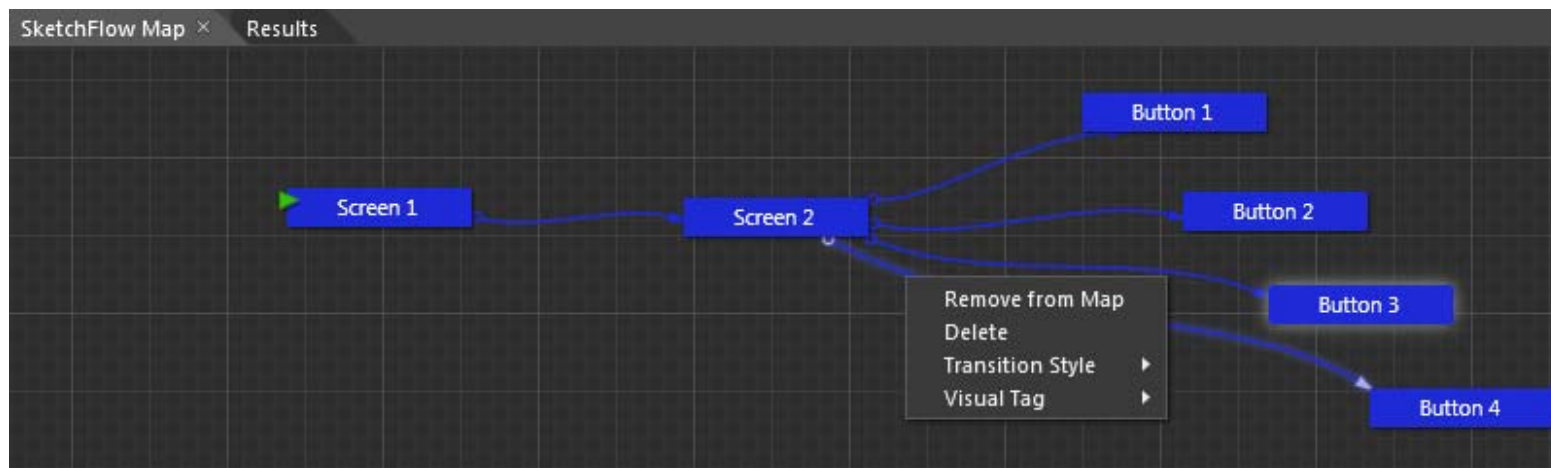 SketchFlow Map × Results
Button 1
Screen 1
Screen 2
Button 2
Button 3
Remove from Map
Delete
Transition Style
Visual Tag
Button 4